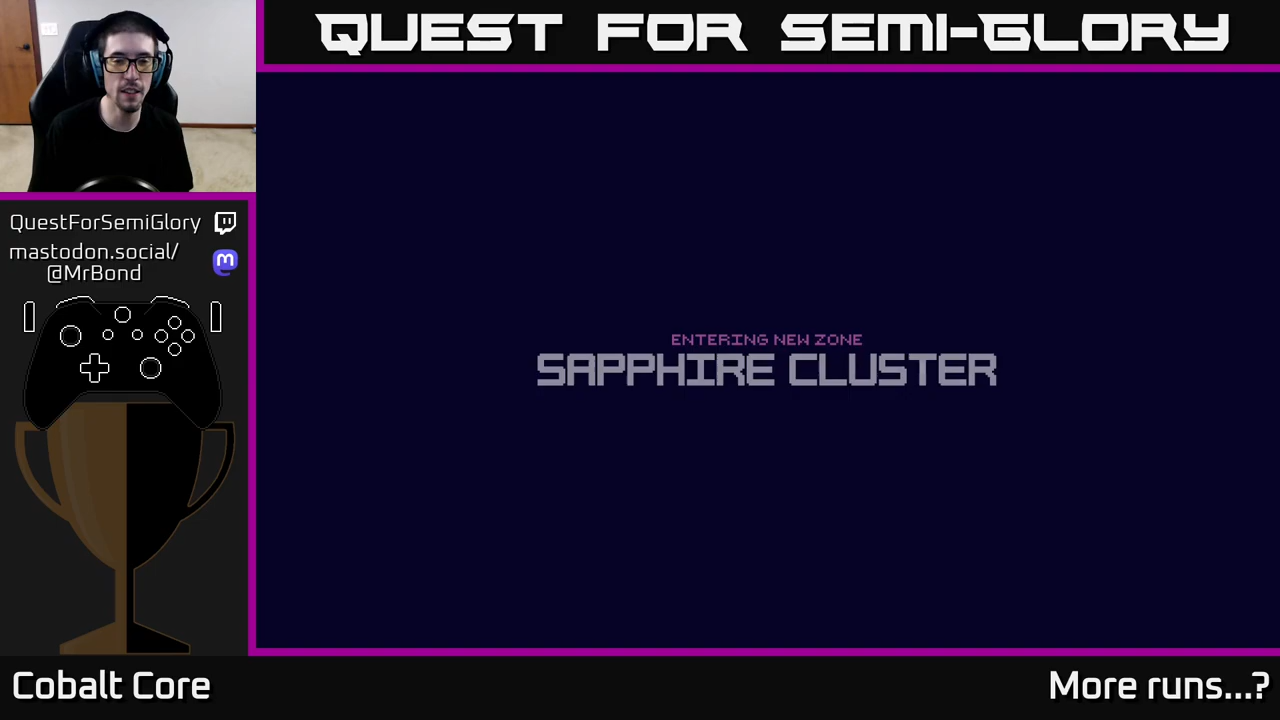 QUEST FOR SEMI-GLORY
QuestForSemiGlory
mastodon.social/
@MrBond
ENTERING NEW ZONE
SAPPHIRE CLUSTER
Cobalt Core
More runs...?